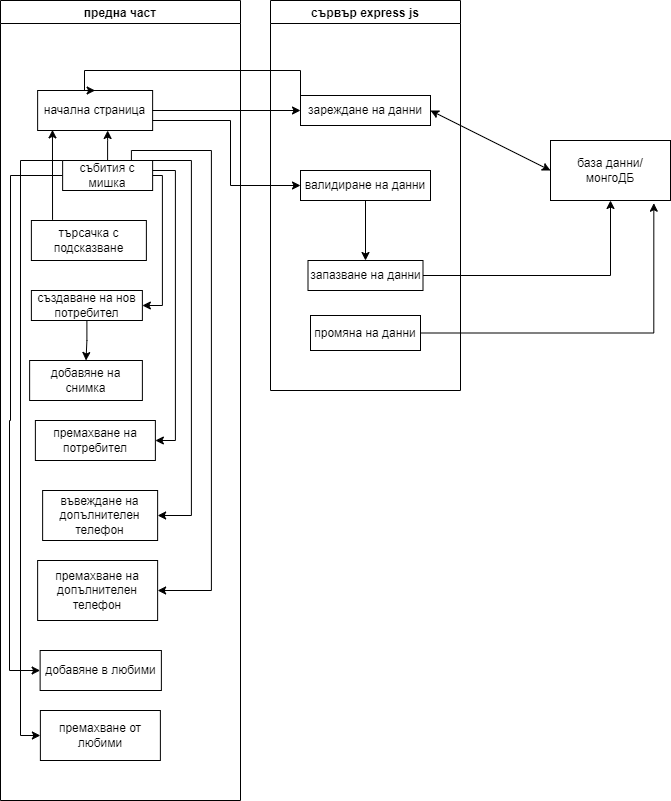 предна част
начална страница
събития с
мишка
търсачка с
подсказване
създаване на нов
потребител
добавяне на
снимка
премахване на
потребител
въвеждане на
допълнителен
телефон
премахване на
допълнителен
телефон
добавяне в любими
премахване от
любими
сървър express js
зареждане на данни
валидиране на данни
запазване на данни
промяна на данни
база данни/
монгоДБ